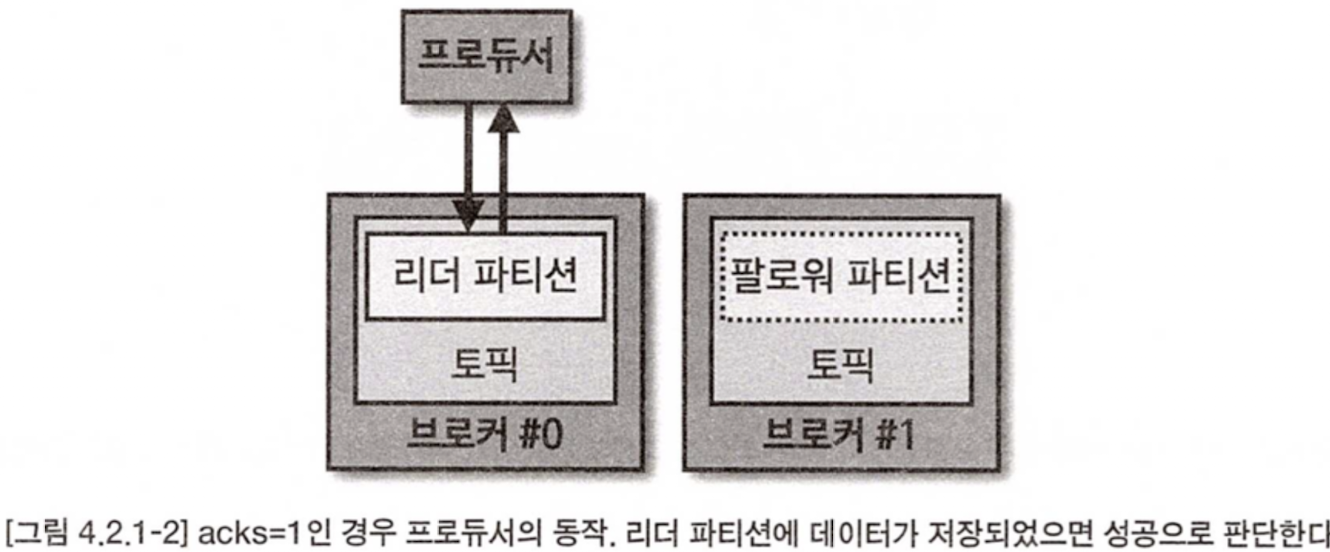 프로듀서
리더 파티션
팔로워 파티션
토픽
토픽
브로커 #0
브로커 #1
[그림 4.2.1-2] acks=1인 경우 프로듀서의 동작. 리더 파티션에 데이터가 저장되었으면 성공으로 판단한다